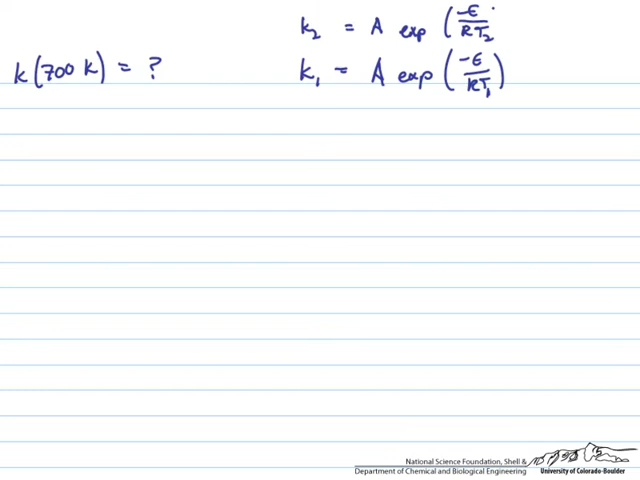 k₂ = A exp (-E/RT₂
k(700 K) = ?
k₁ = A exp (-E/RT₁)
National Science Foundation, Shell &
Department of Chemical and Biological Engineering
University of Colorado-Boulder